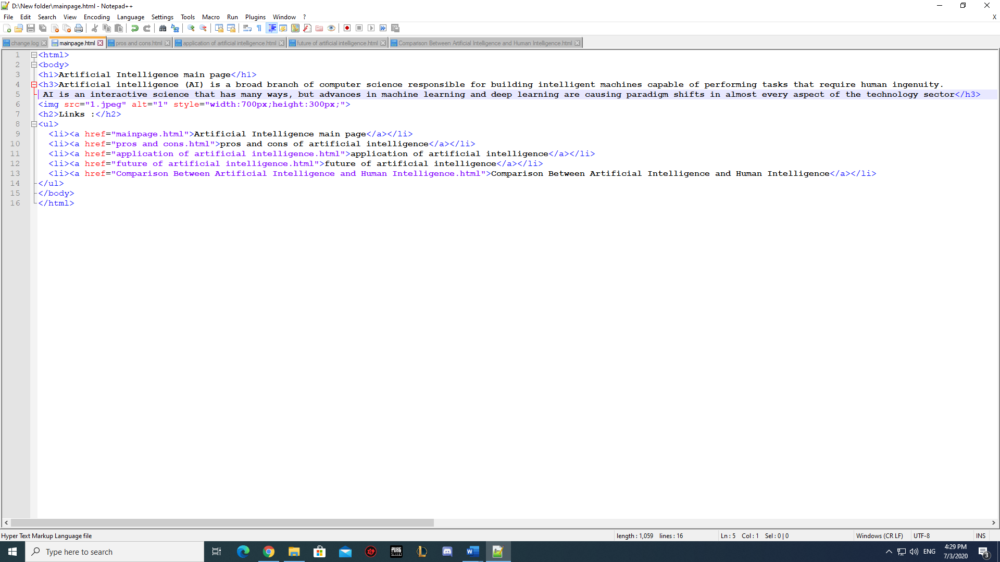 D:\New folder\mainpage.html - Notepad++
File Edit Search View Encoding Language Settings Tools Macro Run Plugins Window ? X
change.log mainpage.html pros and cons.html application of artificial intelligence.html future of artificial intelligence.html Comparison Between Artificial Intelligence and Human Intelligence.html
1 <html>
2 <body>
3 <h1>Artificial Intelligence main page</h1>
4 <h3>Artificial intelligence (AI) is a broad branch of computer science responsible for building intelligent machines capable of performing tasks that require human ingenuity.
5 AI is an interactive science that has many ways, but advances in machine learning and deep learning are causing paradigm shifts in almost every aspect of the technology sector</h3>
6 <img src="1.jpeg" alt="1" style="width:700px;height:300px;">
7 <h2>Links :</h2>
8 <ul>
9 <li><a href="mainpage.html">Artificial Intelligence main page</a></li>
10 <li><a href="pros and cons.html">pros and cons of artificial intelligence</a></li>
11 <li><a href="application of artificial intelligence.html">application of artificial intelligence</a></li>
12 <li><a href="future of artificial intelligence.html">future of artificial intelligence</a></li>
13 <li><a href="Comparison Between Artificial Intelligence and Human Intelligence.html">Comparison Between Artificial Intelligence and Human Intelligence</a></li>
14 </ul>
15 </body>
16 </html>
Hyper Text Markup Language file length : 1,059 lines : 16 Ln : 5 Col : 1 Sel : 0 | 0 Windows (CR LF) UTF-8 INS
Type here to search PUBG ENG 4:29 PM
7/3/2020 3